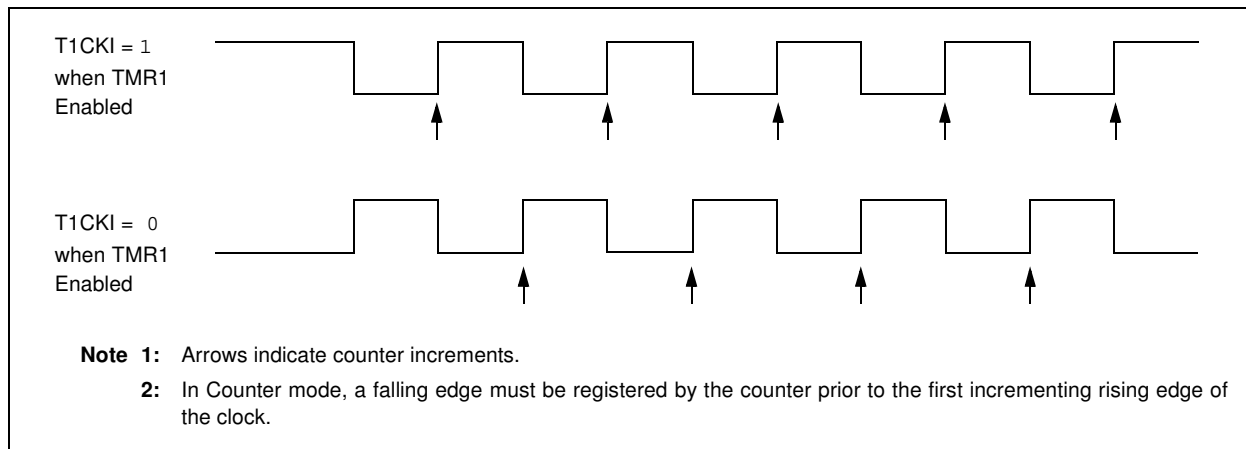 T1CKI = 1
when TMR1
Enabled
T1CKI = 0
when TMR1
Enabled
Note 1: Arrows indicate counter increments.
2: In Counter mode, a falling edge must be registered by the counter prior to the first incrementing rising edge of
the clock.